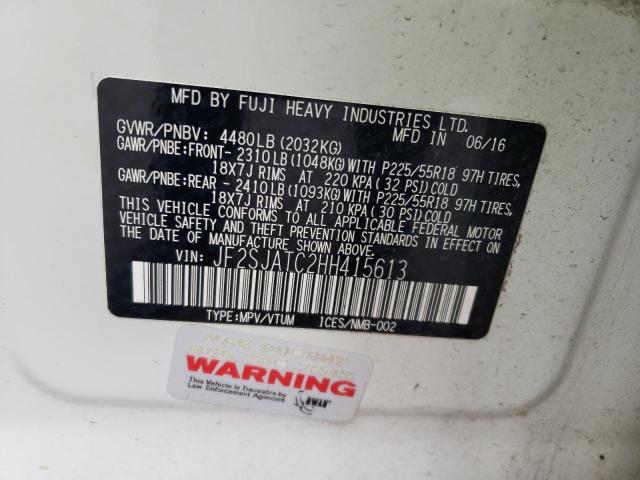 MFD BY FUJI HEAVY INDUSTRIES LTD.
MFD IN 06/16
GVWR/PNBV: 4480LB (2032KG)
GAWR/PNBE:FRONT- 2310LB (1048KG) WITH P225/55R18 97H TIRES,
18X7J RIMS AT 220 KPA (32 PSI) COLD
GAWR/PNBE:REAR - 2410LB (1093KG) WITH P225/55R18 97H TIRES,
18X7J RIMS AT 210 KPA (30 PSI) COLD
THIS VEHICLE CONFORMS TO ALL APPLICABLE FEDERAL MOTOR
VEHICLE SAFETY AND THEFT PREVENTION STANDARDS IN EFFECT ON
THE DATE OF MANUFACTURE SHOWN ABOVE.
VIN: JF2SJATC2HH415613
TYPE:MPV/VTUM ICES/NMB-002
WARNING
This Vehicle is Traceable by
Law Enforcement Agencies
NWAN